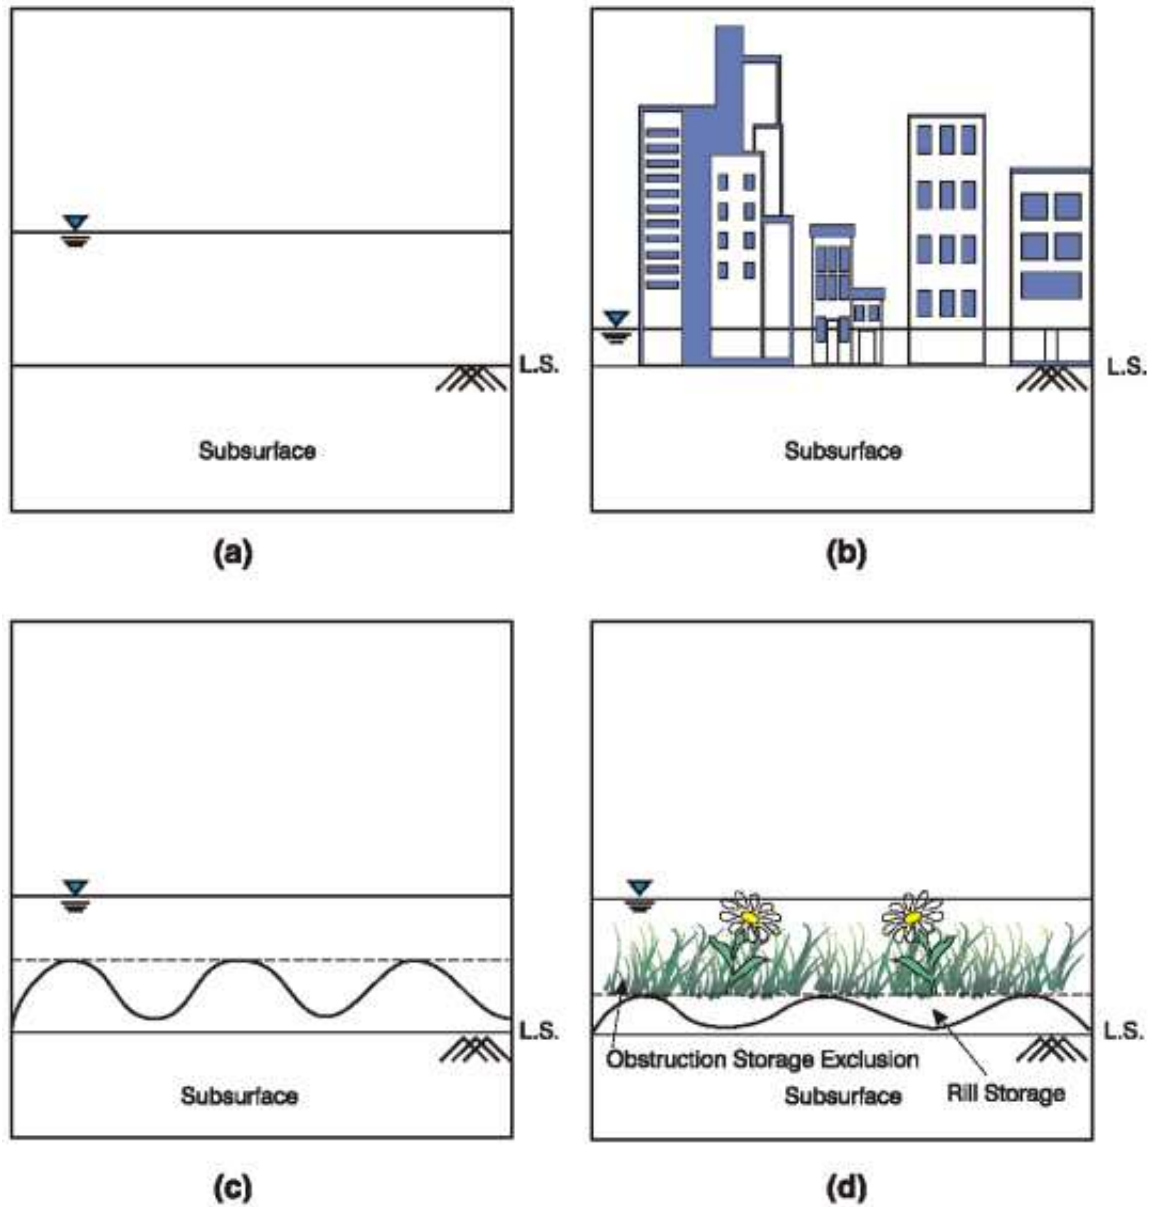 L.S.
Subsurface
(a)
L.S.
Subsurface
(b)
L.S.
Subsurface
(c)
L.S.
Obstruction Storage Exclusion
Rill Storage
Subsurface
(d)